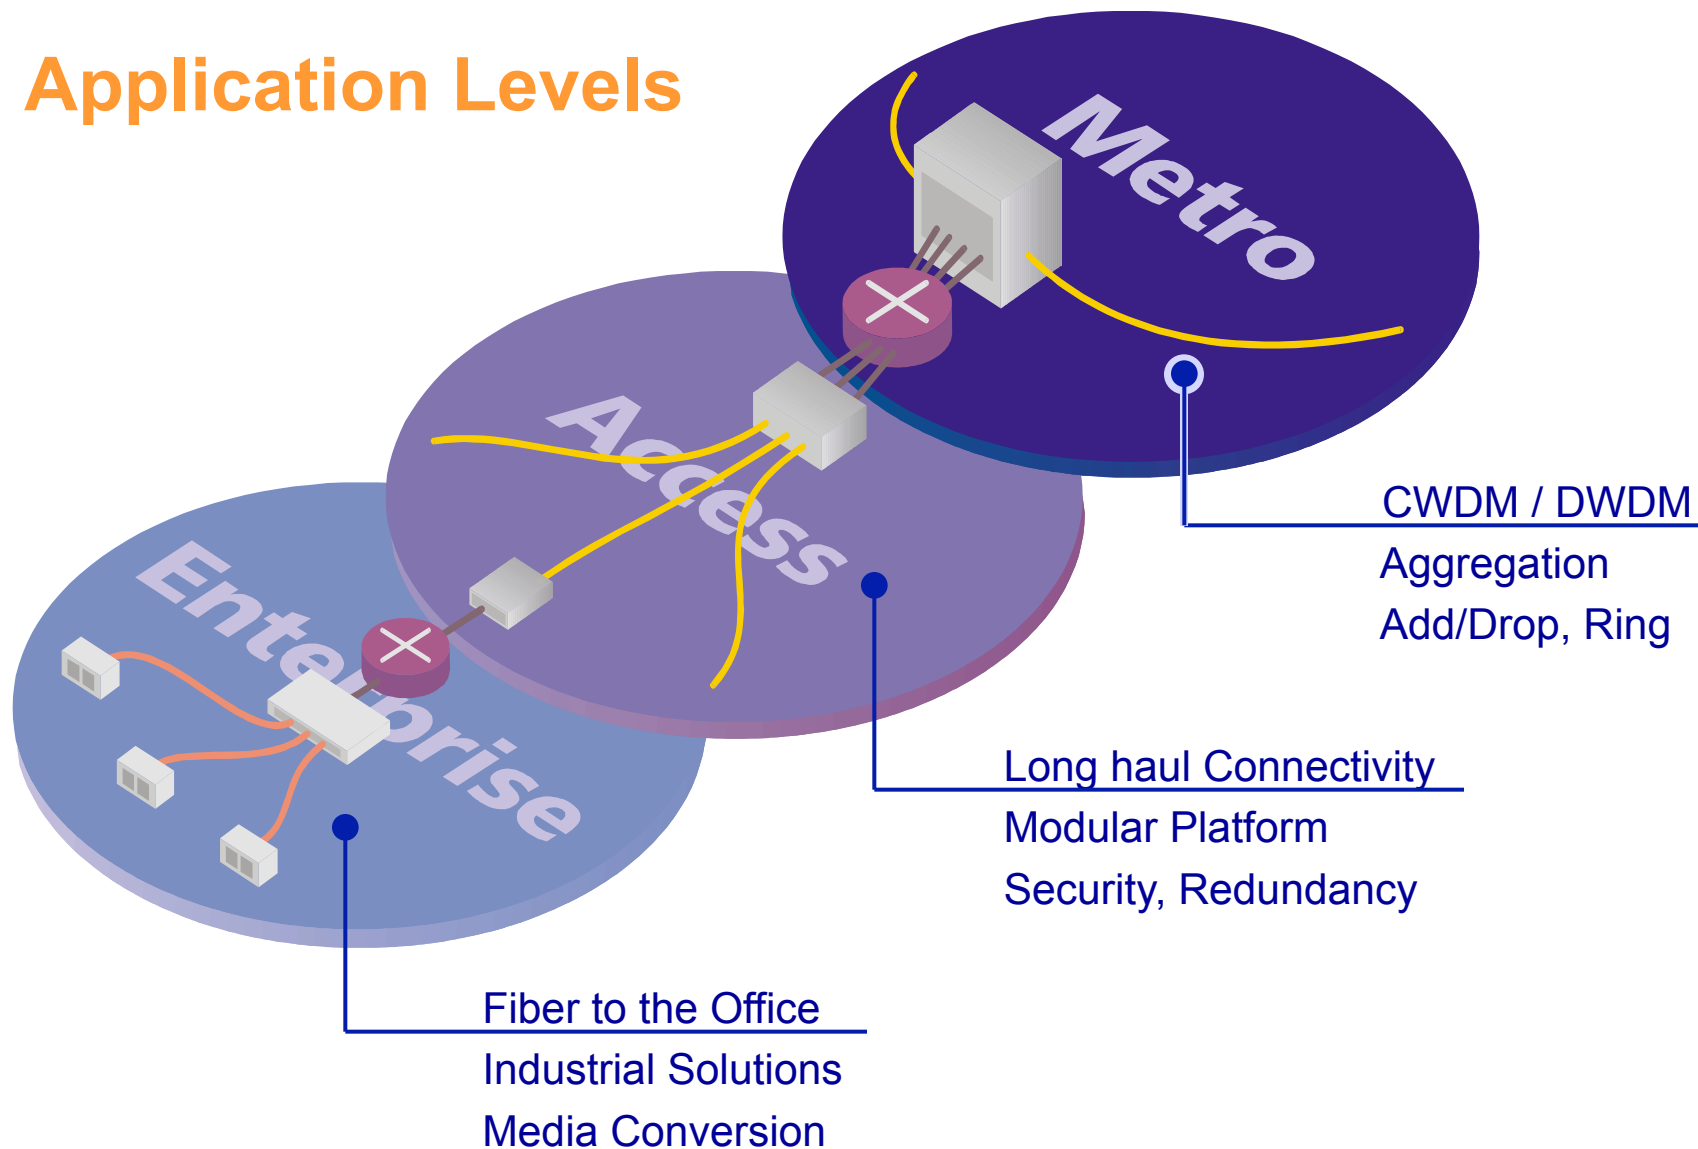 Application Levels
Metro
Access
Enterprise
CWDM / DWDM
Aggregation
Add/Drop, Ring
Long haul Connectivity
Modular Platform
Security, Redundancy
Fiber to the Office
Industrial Solutions
Media Conversion